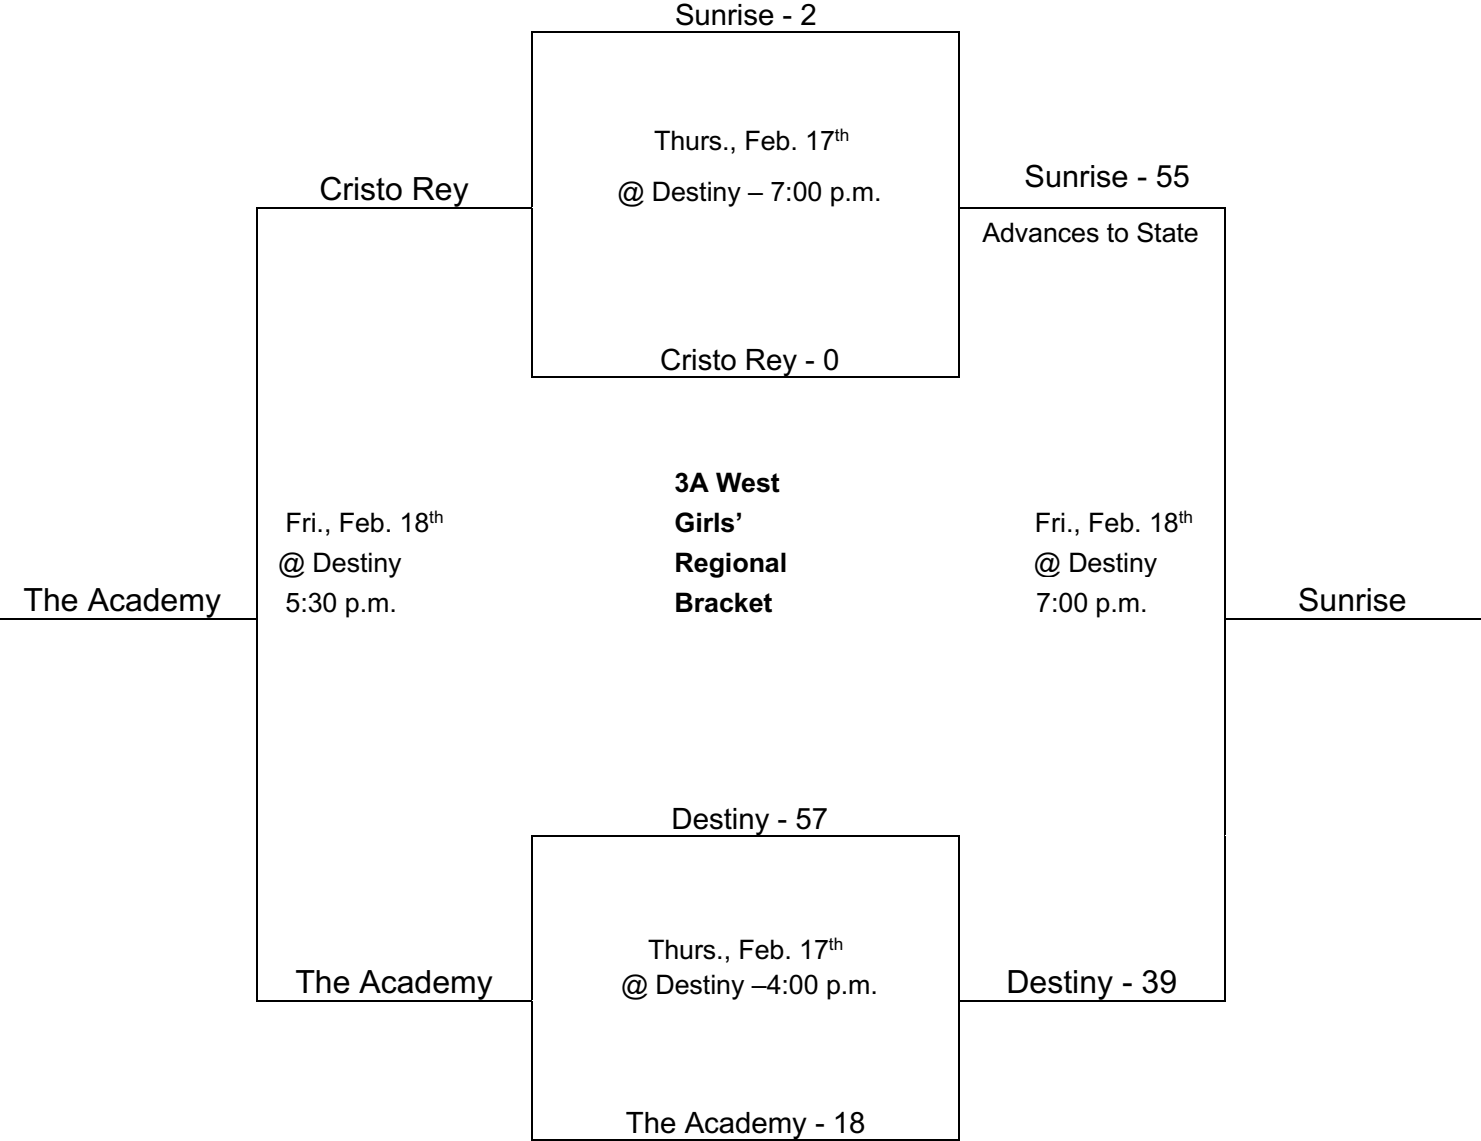 Sunrise - 2
Thurs., Feb. 17th
@ Destiny – 7:00 p.m.
Cristo Rey
Sunrise - 55
Advances to State
Cristo Rey - 0
3A West
Girls’
Regional
Bracket
Fri., Feb. 18th
@ Destiny
5:30 p.m.
Fri., Feb. 18th
@ Destiny
7:00 p.m.
The Academy
Sunrise
Destiny - 57
Thurs., Feb. 17th
@ Destiny –4:00 p.m.
The Academy
Destiny - 39
The Academy - 18